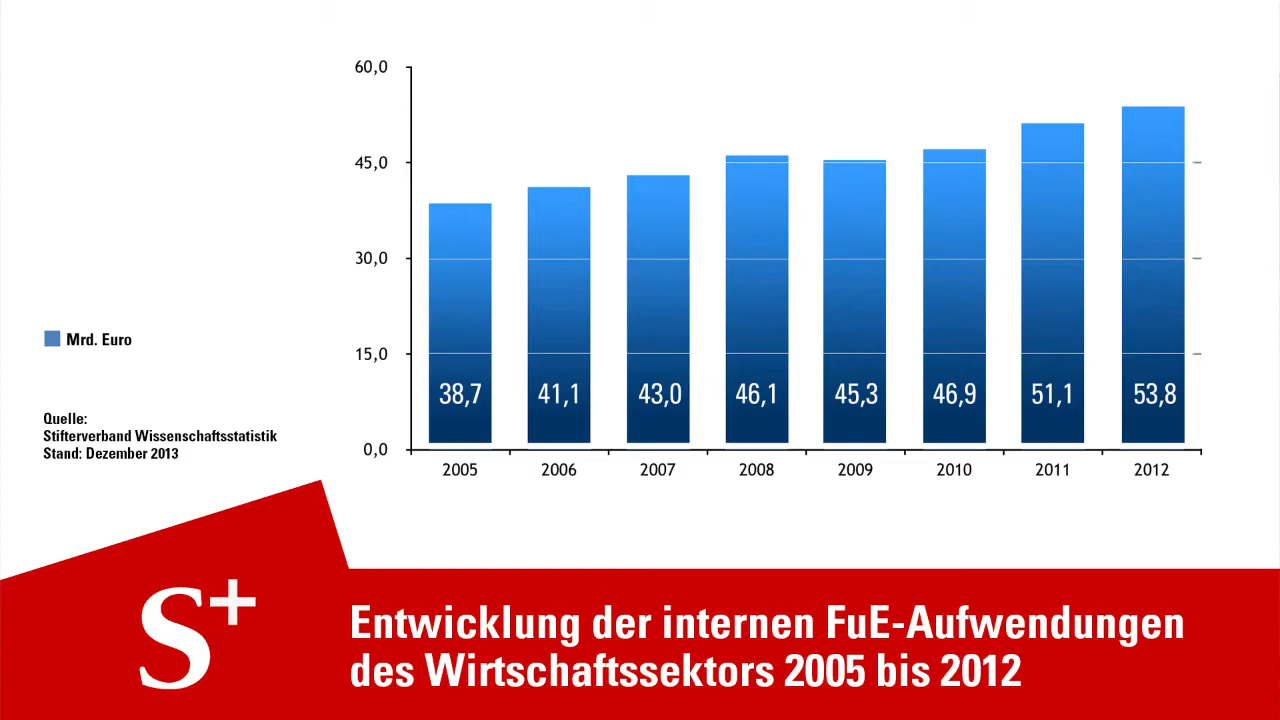 60,0
45,0
30,0
15,0
0,0
38,7 41,1 43,0 46,1 45,3 46,9 51,1 53,8
2005 2006 2007 2008 2009 2010 2011 2012
Mrd. Euro
Quelle:
Stifterverband Wissenschaftsstatistik
Stand: Dezember 2013
S+
Entwicklung der internen FuE-Aufwendungen
des Wirtschaftssektors 2005 bis 2012